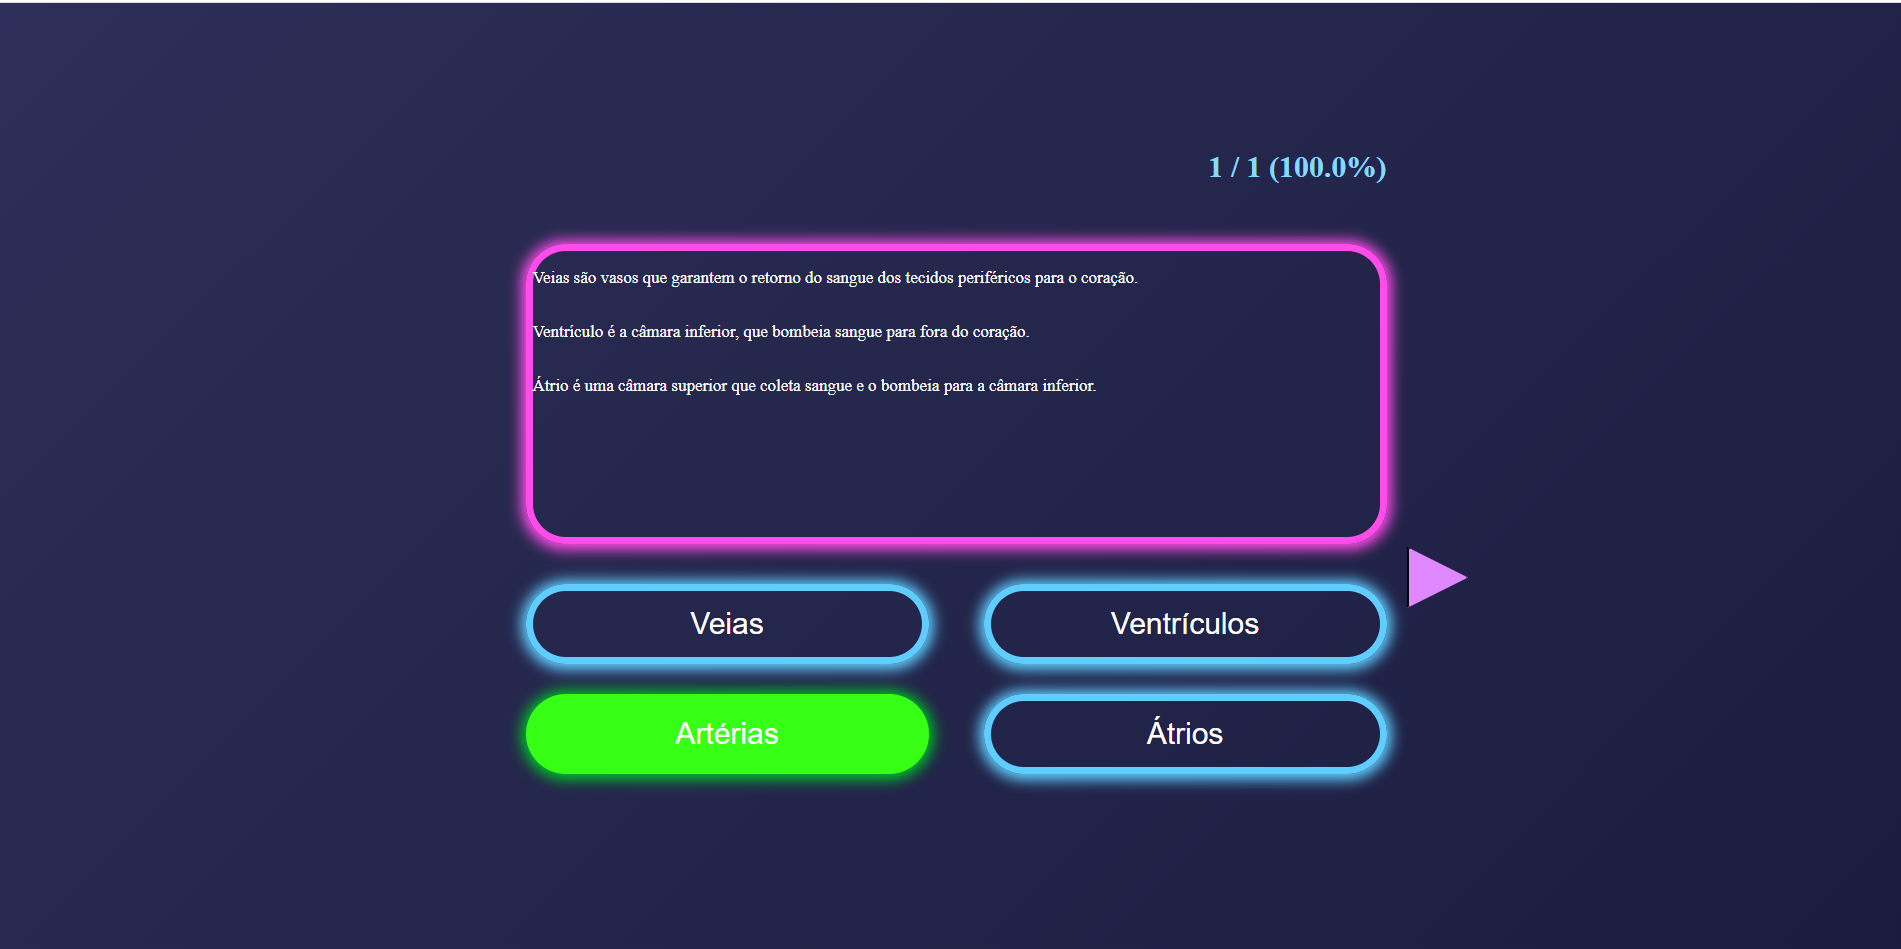 1 / 1 (100.0%)
Veias são vasos que garantem o retorno do sangue dos tecidos periféricos para o coração.
Ventrículo é a câmara inferior, que bombeia sangue para fora do coração.
Átrio é uma câmara superior que coleta sangue e o bombeia para a câmara inferior.
Veias
Ventrículos
Artérias
Átrios